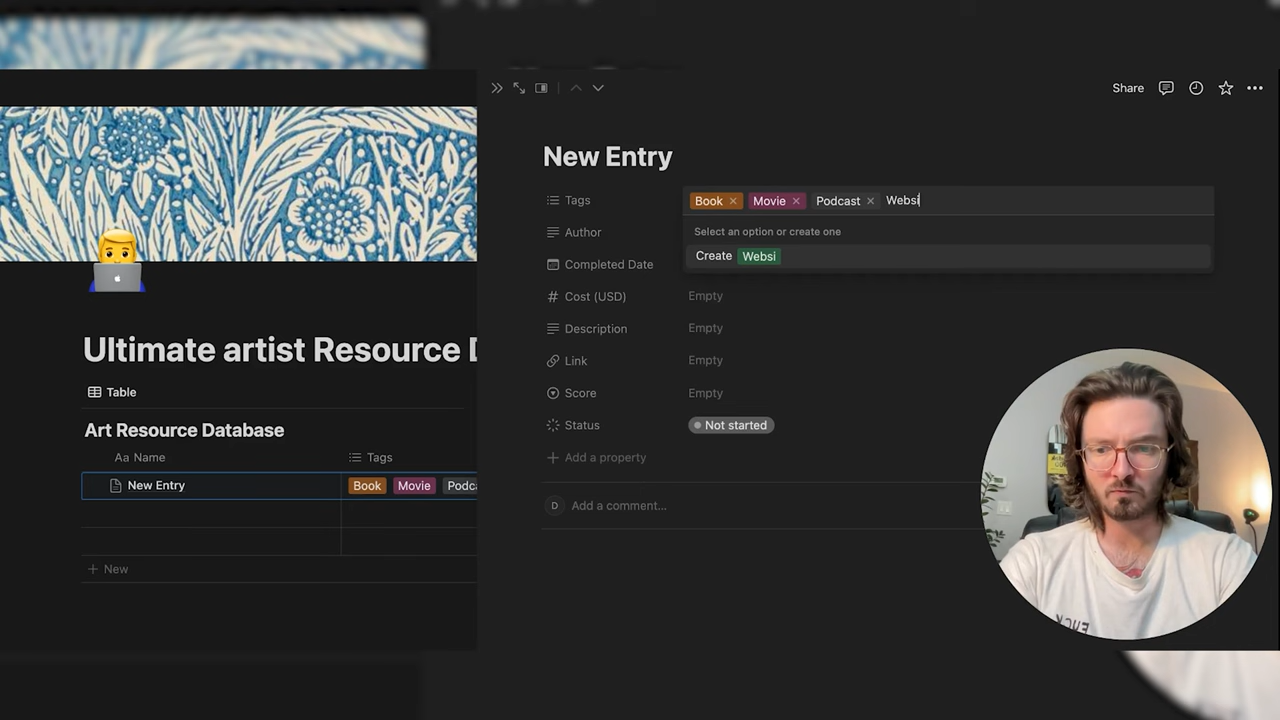 Share
New Entry
Tags
Book
Movie
Podcast
Websi
Select an option or create one
Create Websi
Author
Completed Date
Cost (USD)
Empty
Description
Empty
Link
Empty
Score
Empty
Status
Not started
Add a property
D
Add a comment...
Ultimate artist Resource
Table
Art Resource Database
Aa Name
Tags
New Entry
Book
Movie
Podca
New